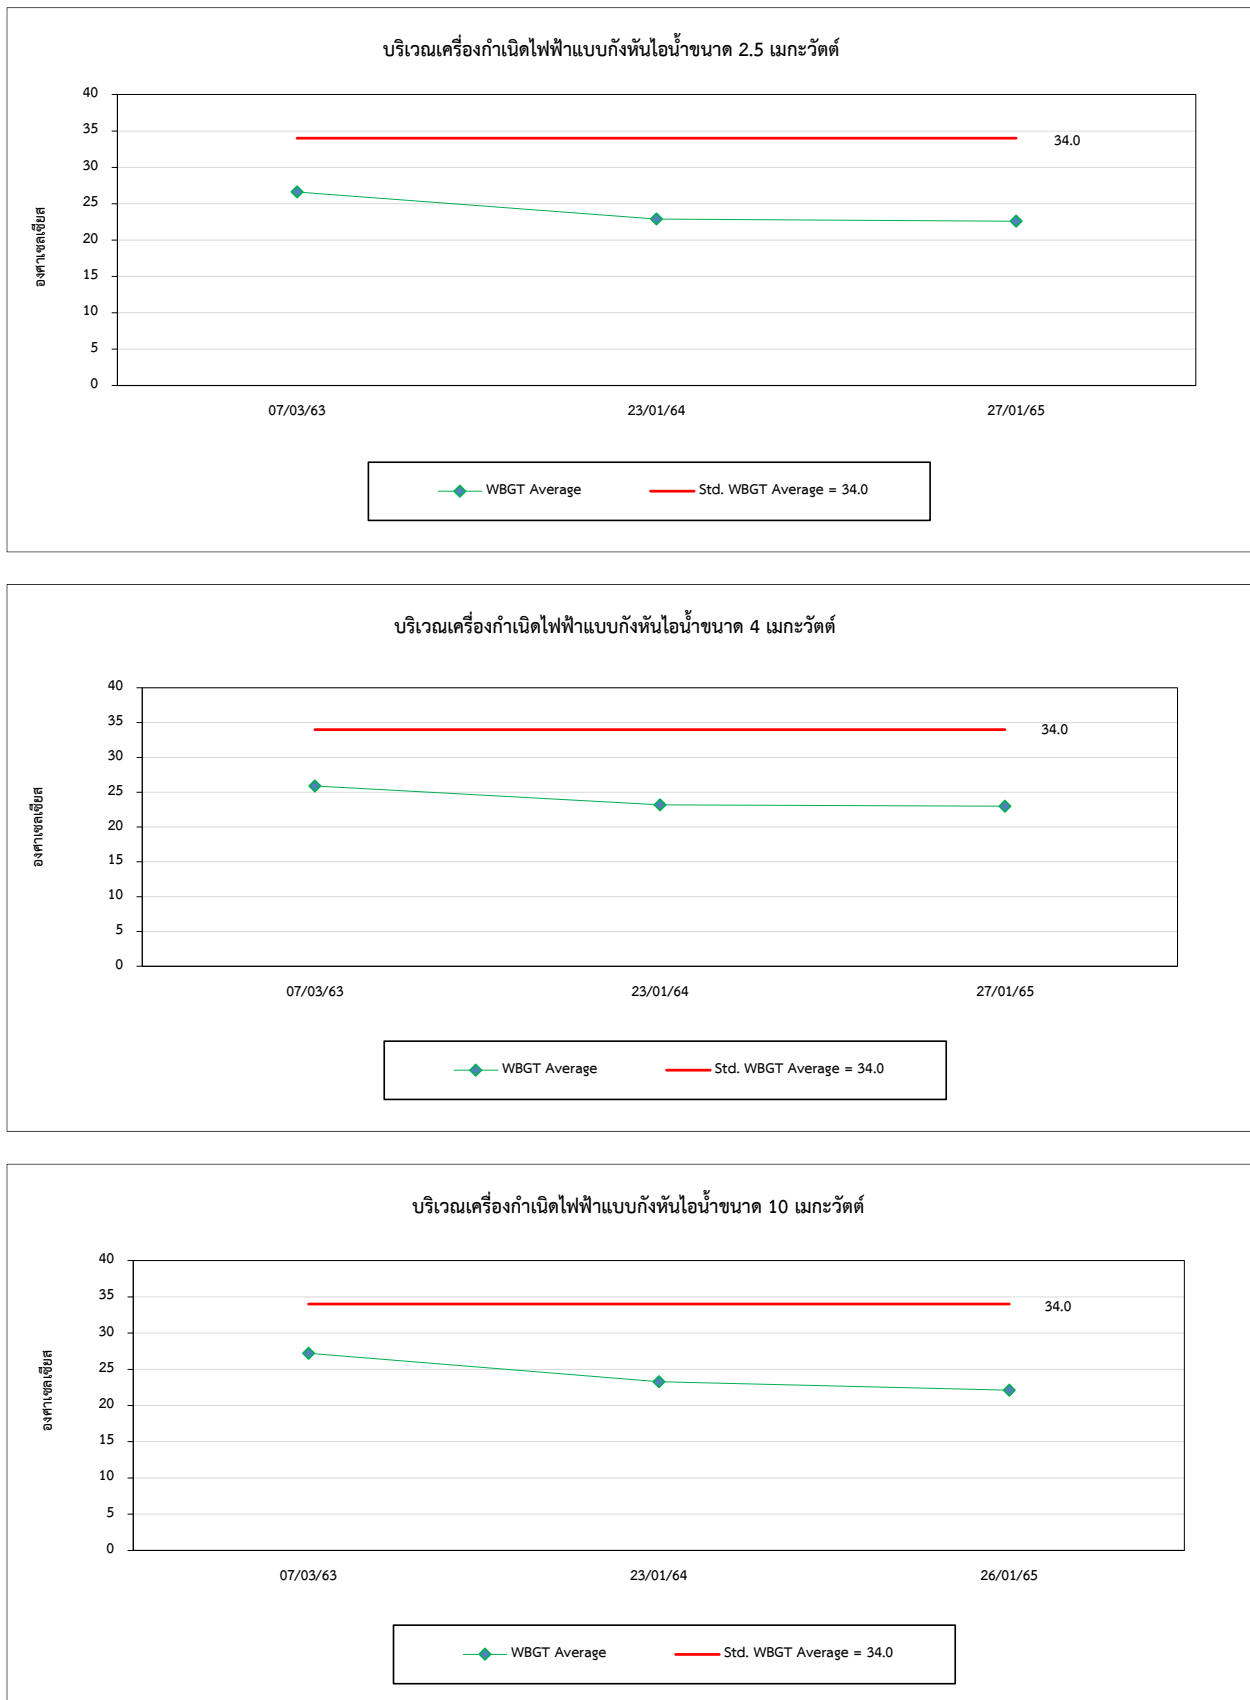 บริเวณเครื่องกำเนิดไฟฟ้าแบบกังหันไอน้ำขนาด 2.5 เมกะวัตต์
องศาเซลเซียส
40
35
30
25
20
15
10
5
0
34.0
07/03/63 23/01/64 27/01/65
WBGT Average Std. WBGT Average = 34.0
บริเวณเครื่องกำเนิดไฟฟ้าแบบกังหันไอน้ำขนาด 4 เมกะวัตต์
องศาเซลเซียส
40
35
30
25
20
15
10
5
0
34.0
07/03/63 23/01/64 27/01/65
WBGT Average Std. WBGT Average = 34.0
บริเวณเครื่องกำเนิดไฟฟ้าแบบกังหันไอน้ำขนาด 10 เมกะวัตต์
องศาเซลเซียส
40
35
30
25
20
15
10
5
0
34.0
07/03/63 23/01/64 26/01/65
WBGT Average Std. WBGT Average = 34.0